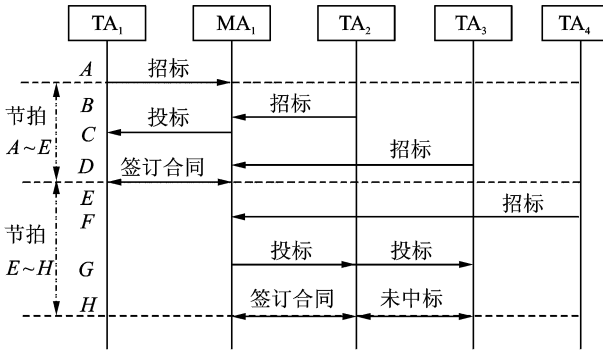 TA1 MA1 TA2 TA3 TA4
A 招标
节拍 B 招标
A~E C 投标
D 招标
签订合同
E
节拍 F 招标
E~H G 投标 投标
H 签订合同 未中标